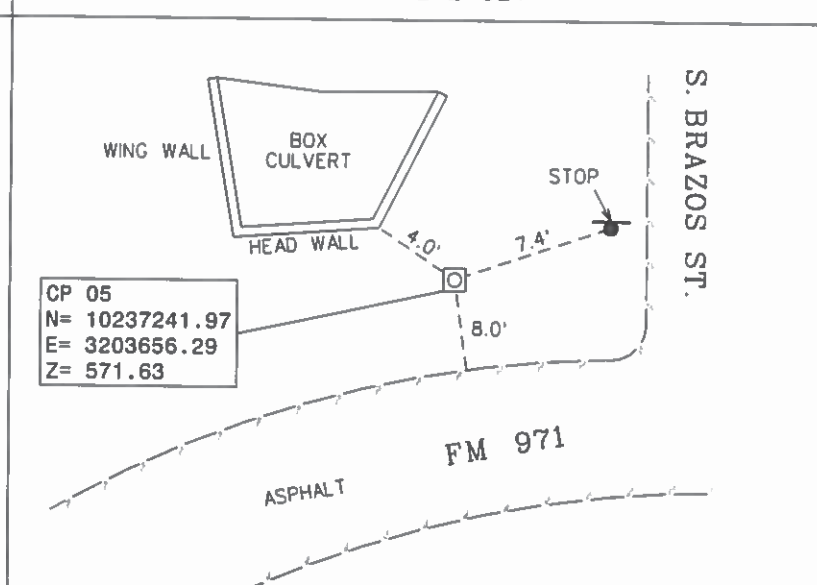 S. BRAZOS ST.
WING WALL
BOX
CULVERT
STOP
HEAD WALL
4.0'
7.4'
CP 05
N= 10237241.97
E= 3203656.29
Z= 571.63
8.0'
FM 971
ASPHALT